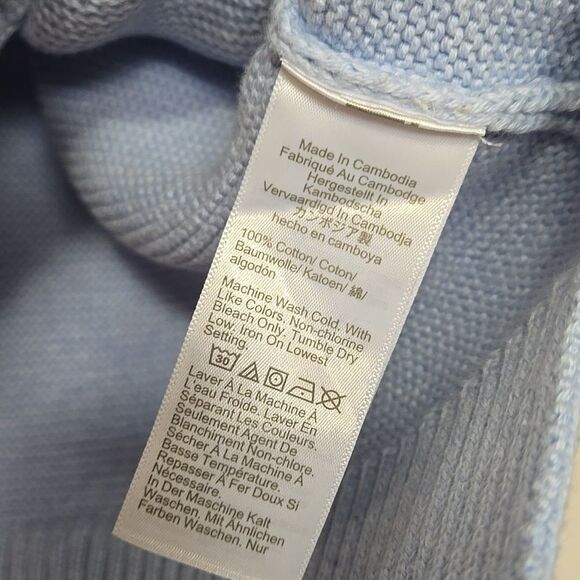 Made In Cambodia
Fabriqué Au Cambodge
Hergestellt In
Kambodscha
Vervaardigd In Cambodja
カンボジア製
hecho en camboya
100% Cotton/ Coton/
Baumwolle/ Katoen/ 綿/
algodón
Machine Wash Cold. With
Like Colors. Non-chlorine
Bleach Only. Tumble Dry
Low. Iron On Lowest
Setting.
30
Laver À La Machine À
L'eau Froide. Laver En
Séparant Les Couleurs.
Seulement Agent De
Blanchiment Non-chlore.
Sécher À La Machine À
Basse Température.
Repasser À Fer Doux Si
Nécessaire.
In Der Maschine Kalt
Waschen, Mit Ähnlichen
Farben Waschen, Nur